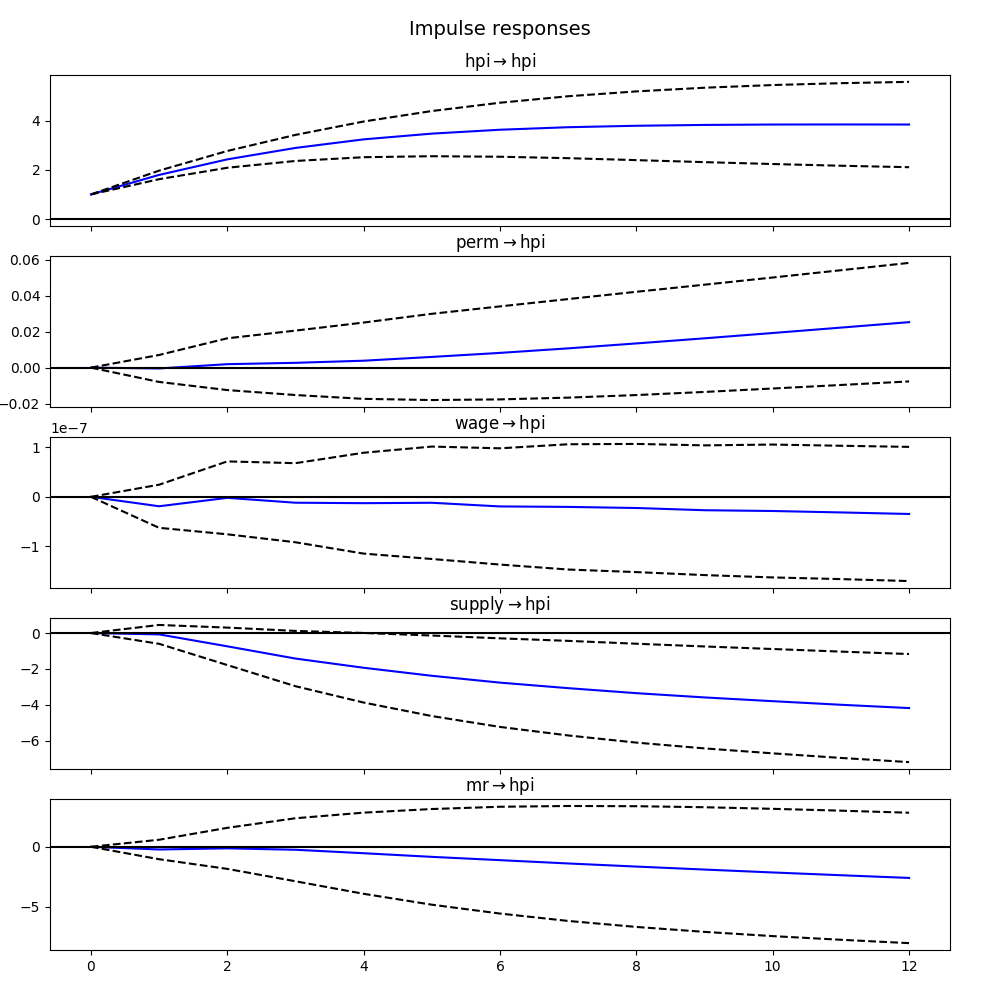 Impulse responses
hpi → hpi
4
2
0
perm → hpi
0.06
0.04
0.02
0.00
−0.02
wage → hpi
1e−7
1
0
−1
supply → hpi
0
−2
−4
−6
mr → hpi
0
−5
0 2 4 6 8 10 12